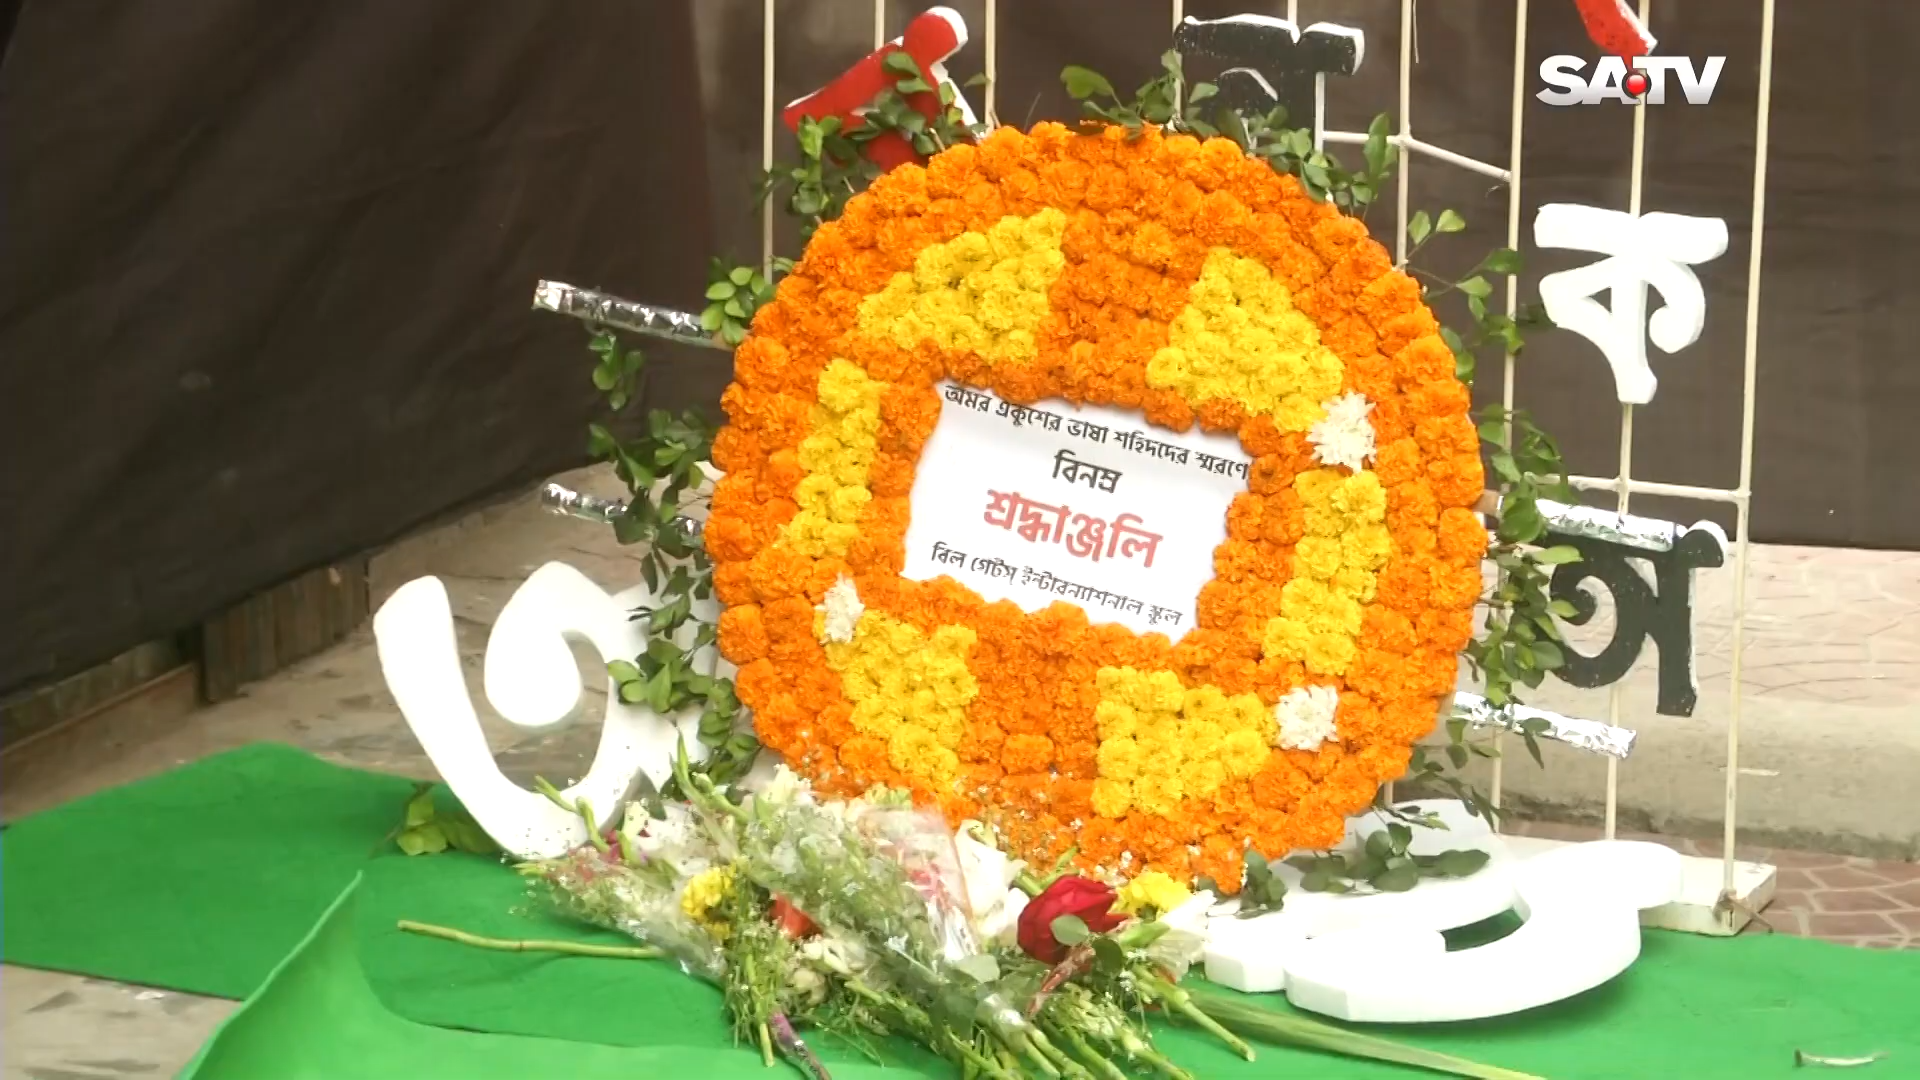 SATV
ক
অ
অমর একুশের ভাষা শহিদদের স্মরণে
বিনম্র
শ্রদ্ধাঞ্জলি
বিল গেটস্ ইন্টারন্যাশনাল স্কুল